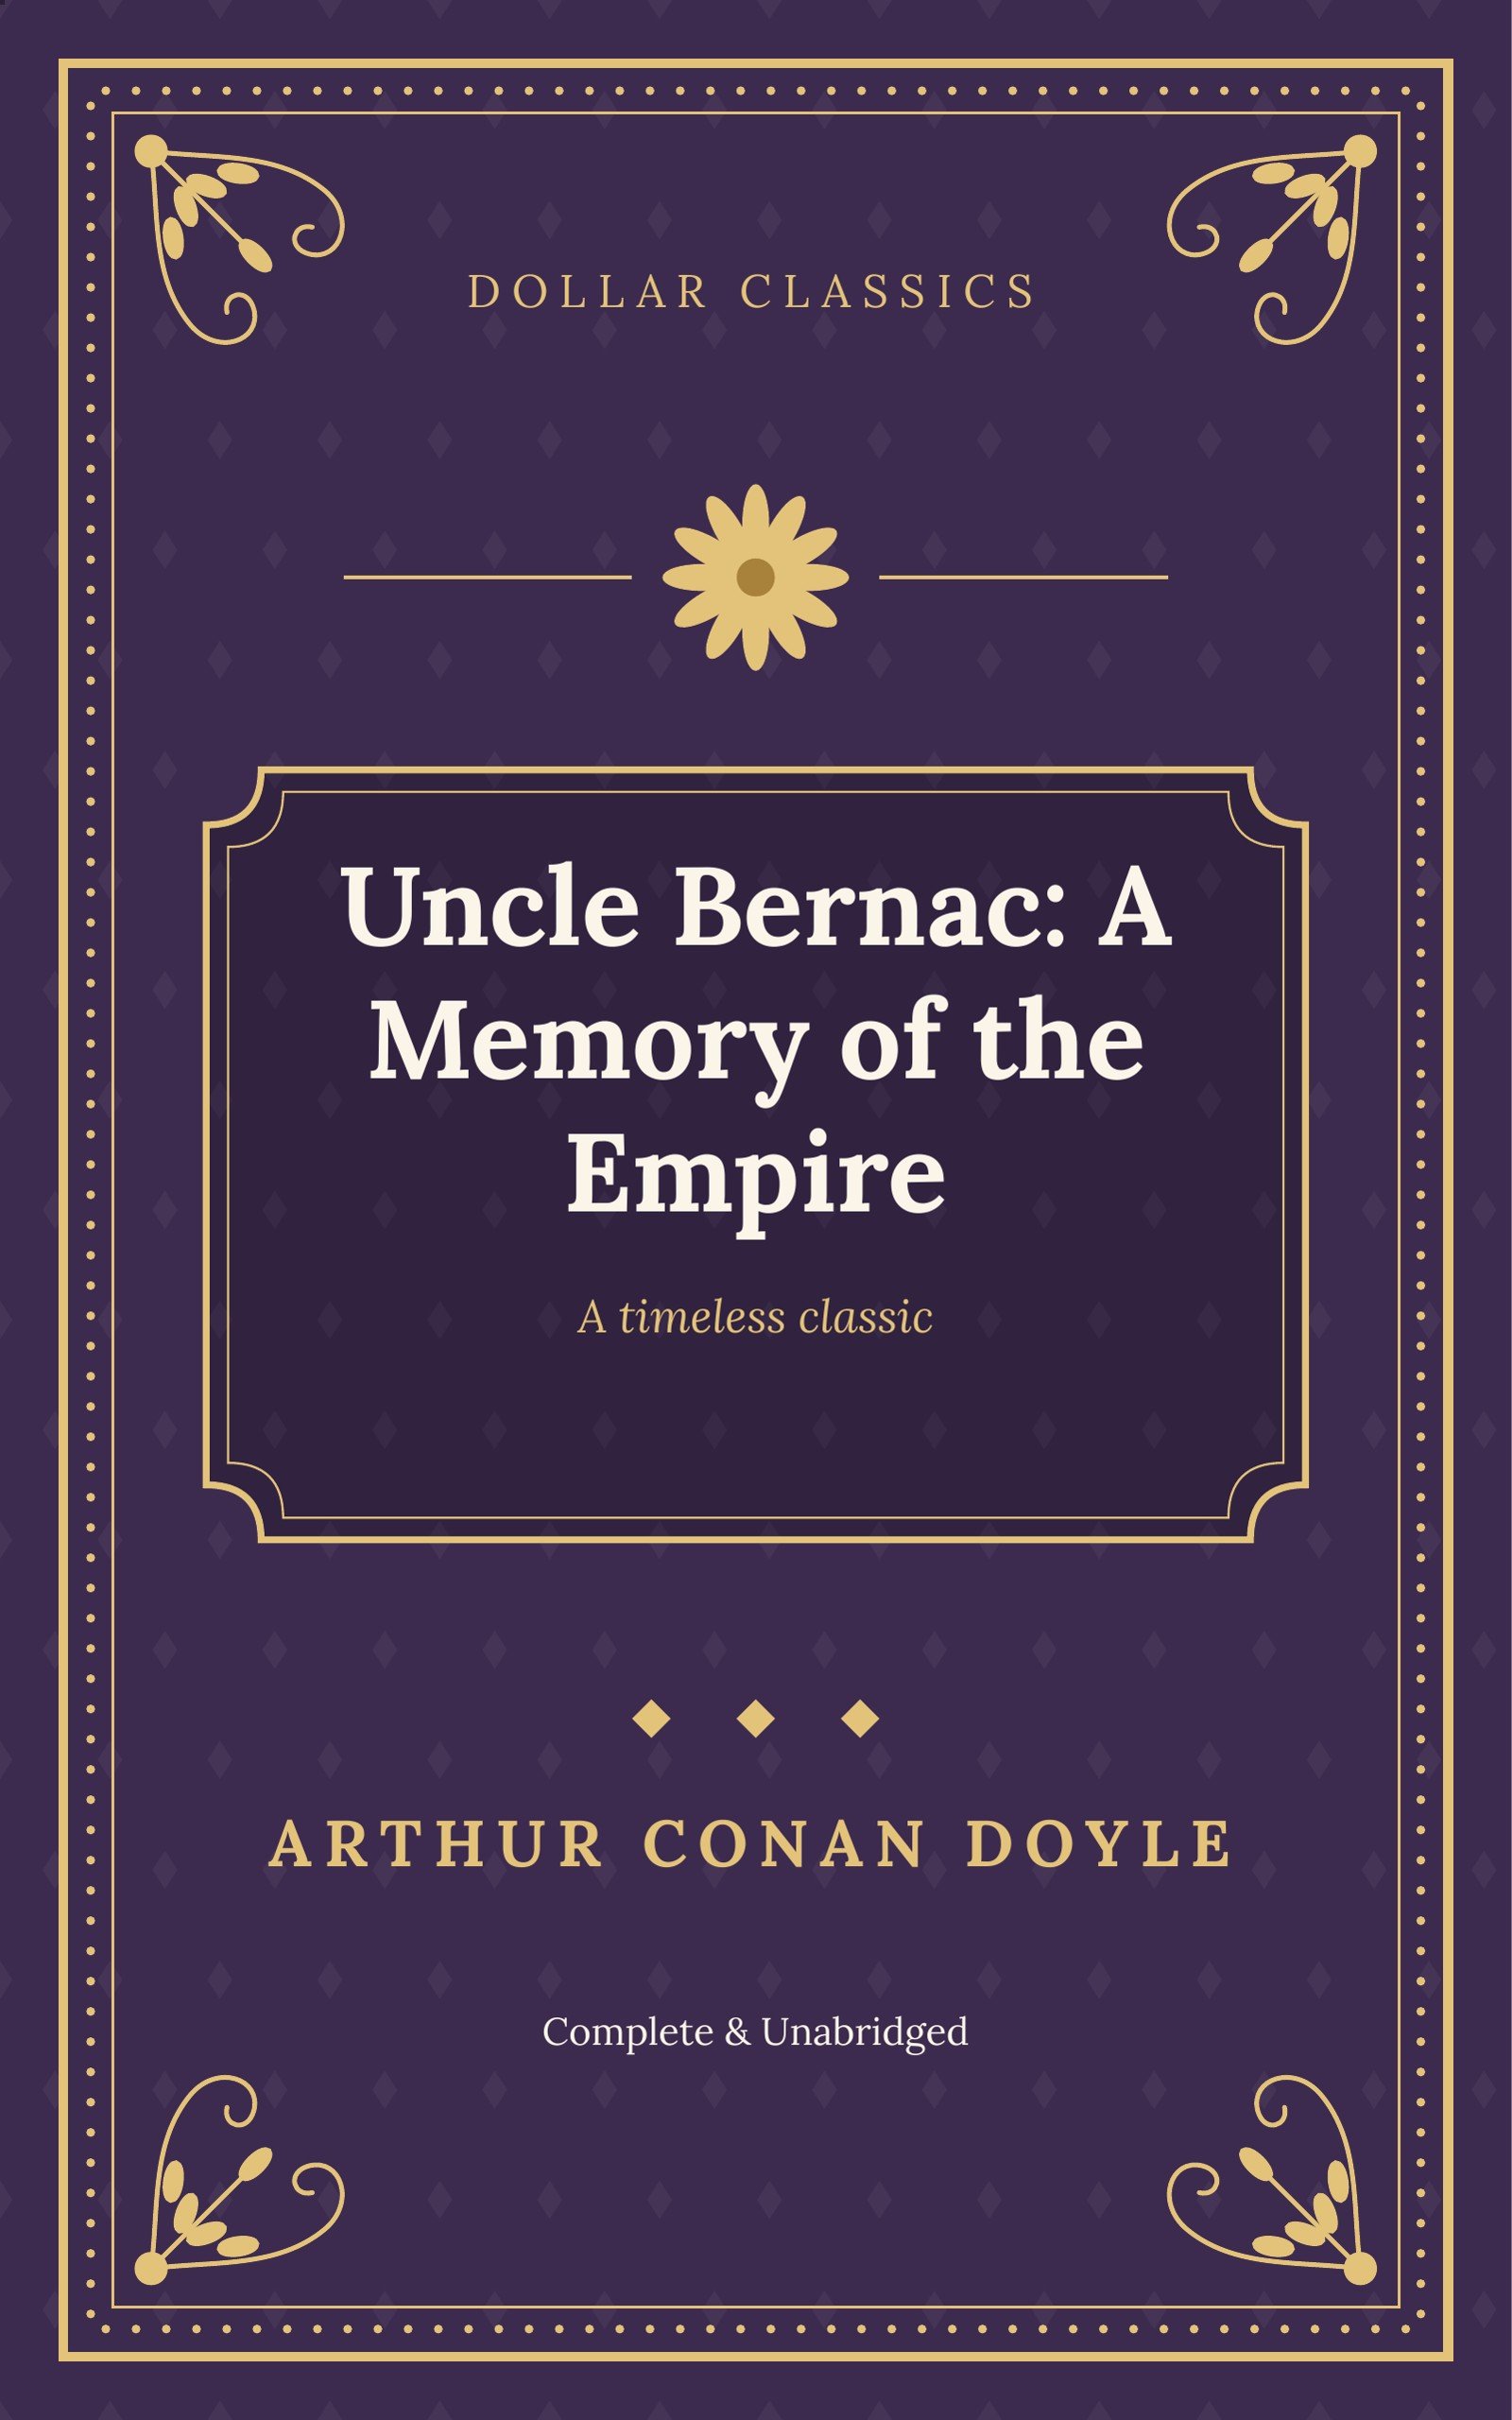 DOLLAR CLASSICS
Uncle Bernac: A
Memory of the
Empire
A timeless classic
ARTHUR CONAN DOYLE
Complete & Unabridged